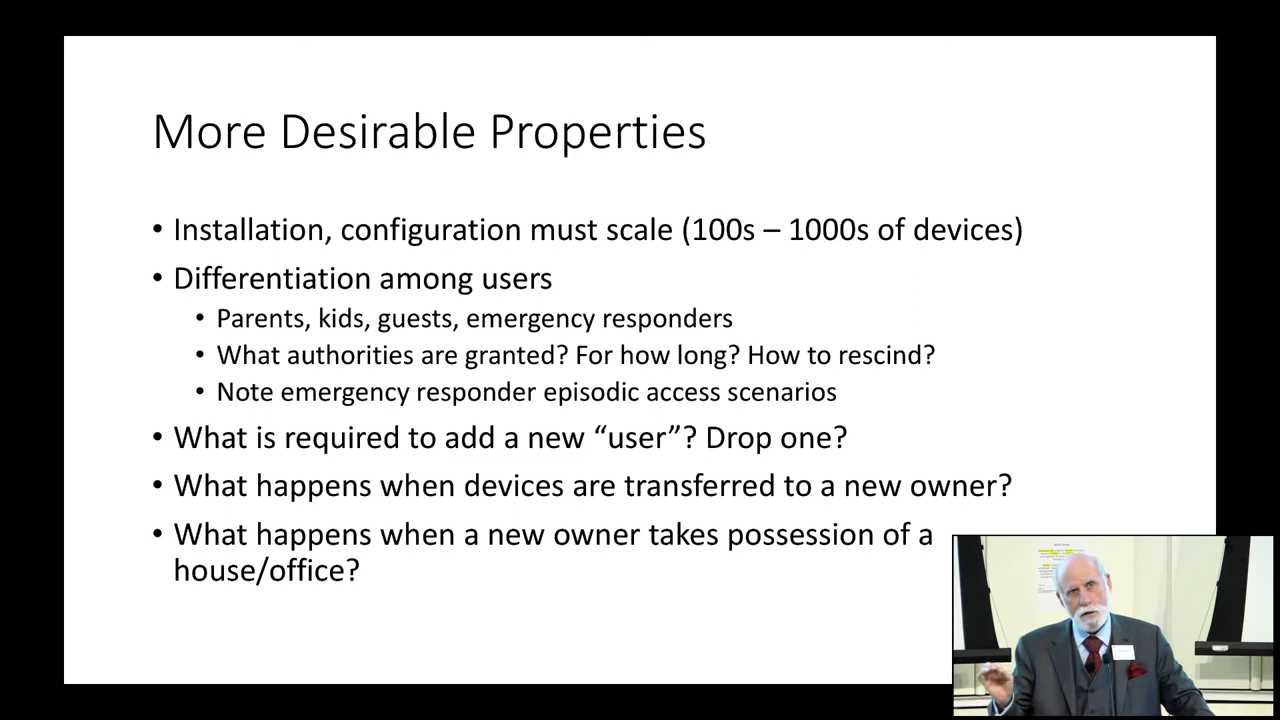 More Desirable Properties
• Installation, configuration must scale (100s – 1000s of devices)
• Differentiation among users
• Parents, kids, guests, emergency responders
• What authorities are granted? For how long? How to rescind?
• Note emergency responder episodic access scenarios
• What is required to add a new “user”? Drop one?
• What happens when devices are transferred to a new owner?
• What happens when a new owner takes possession of a
house/office?